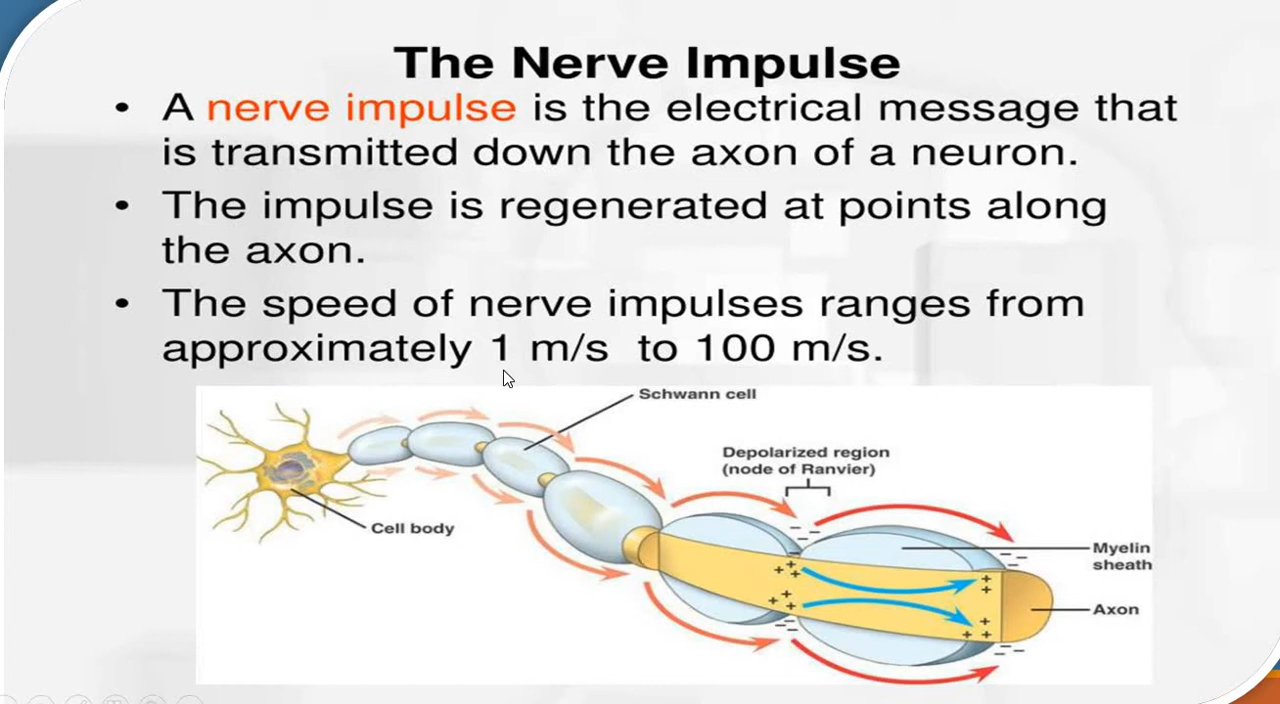 The Nerve Impulse
• A nerve impulse is the electrical message that
is transmitted down the axon of a neuron.
• The impulse is regenerated at points along
the axon.
• The speed of nerve impulses ranges from
approximately 1 m/s to 100 m/s.
Schwann cell
Depolarized region
(node of Ranvier)
Cell body
Myelin
sheath
Axon